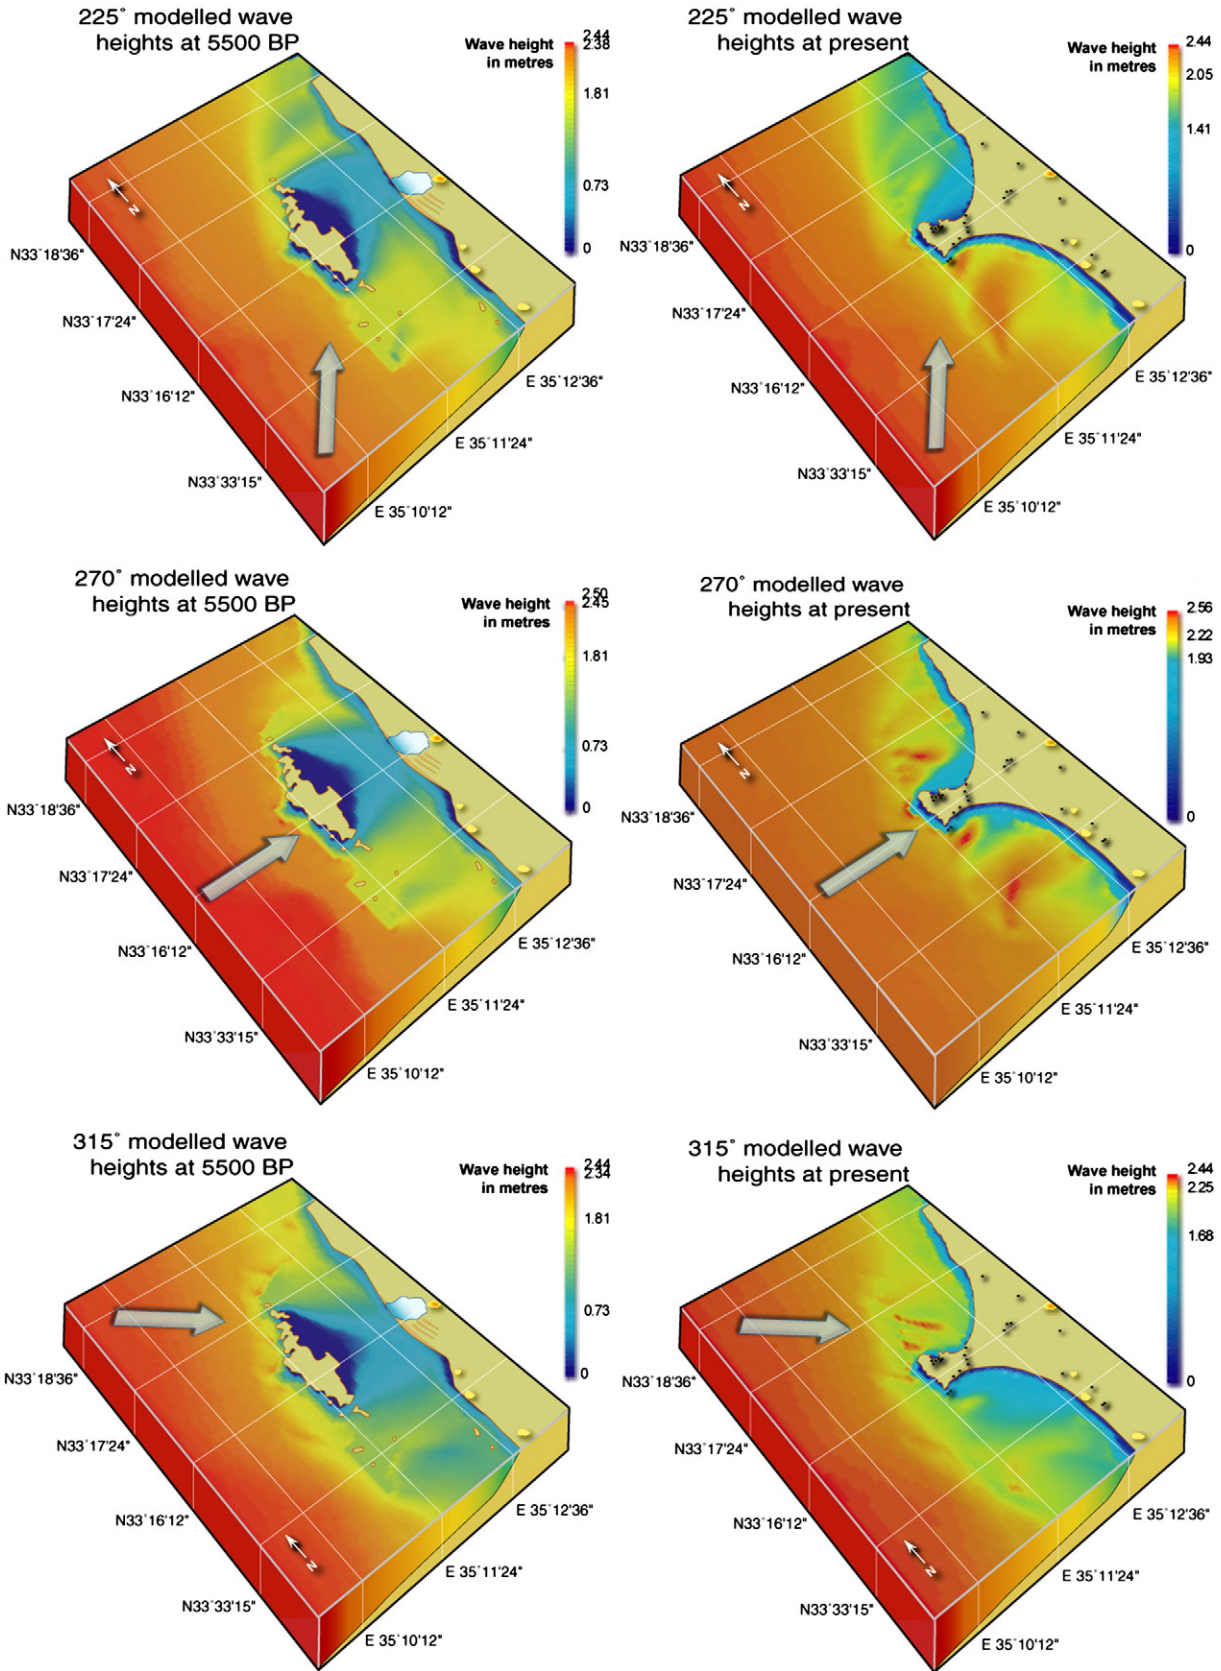 225° modelled wave
heights at 5500 BP
Wave height
in metres
2.44
2.38
1.81
0.73
0
N
N33°18'36"
N33°17'24"
N33°16'12"
N33°33'15"
E 35°10'12"
E 35°11'24"
E 35°12'36"
225° modelled wave
heights at present
Wave height
in metres
2.44
2.05
1.41
0
N
N33°18'36"
N33°17'24"
N33°16'12"
N33°33'15"
E 35°10'12"
E 35°11'24"
E 35°12'36"
270° modelled wave
heights at 5500 BP
Wave height
in metres
2.50
2.45
1.81
0.73
0
N
N33°18'36"
N33°17'24"
N33°16'12"
N33°33'15"
E 35°10'12"
E 35°11'24"
E 35°12'36"
270° modelled wave
heights at present
Wave height
in metres
2.56
2.22
1.93
0
N
N33°18'36"
N33°17'24"
N33°16'12"
N33°33'15"
E 35°10'12"
E 35°11'24"
E 35°12'36"
315° modelled wave
heights at 5500 BP
Wave height
in metres
2.44
2.34
1.81
0.73
0
N33°18'36"
N33°17'24"
N33°16'12"
N33°33'15"
N
E 35°10'12"
E 35°11'24"
E 35°12'36"
315° modelled wave
heights at present
Wave height
in metres
2.44
2.25
1.68
0
N33°18'36"
N33°17'24"
N33°16'12"
N33°33'15"
N
E 35°10'12"
E 35°11'24"
E 35°12'36"